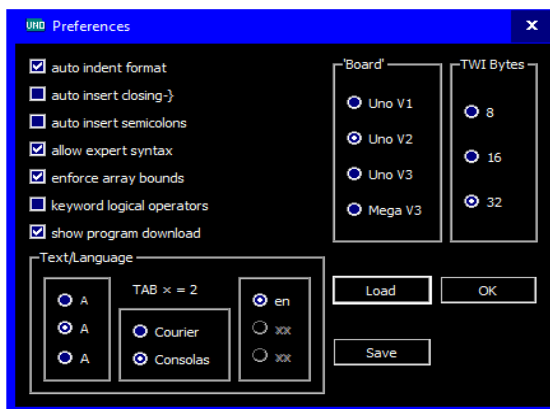 UNO Preferences
x
auto indent format
auto insert closing-}
auto insert semicolons
allow expert syntax
enforce array bounds
keyword logical operators
show program download
'Board'
Uno V1
Uno V2
Uno V3
Mega V3
TWI Bytes
8
16
32
Text/Language
A
A
A
TAB × = 2
Courier
Consolas
en
xx
xx
Load
OK
Save